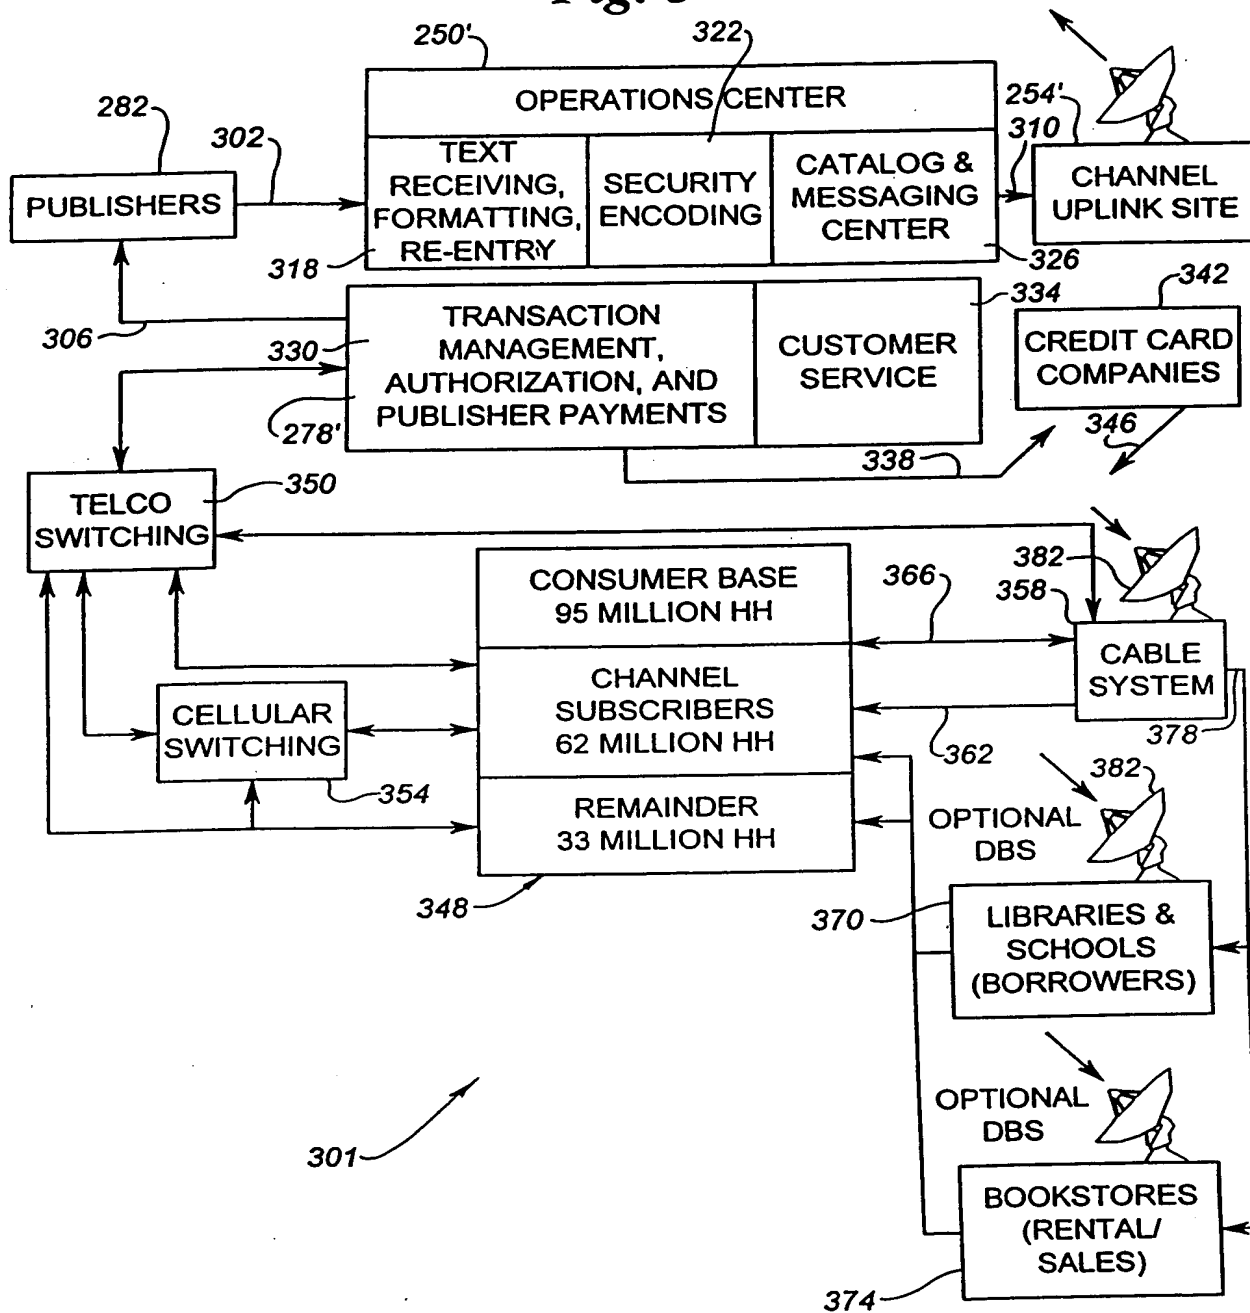 250'
322
OPERATIONS CENTER
254'
310
282
302
PUBLISHERS
TEXT
RECEIVING,
FORMATTING,
RE-ENTRY
318
SECURITY
ENCODING
CATALOG &
MESSAGING
CENTER
326
CHANNEL
UPLINK SITE
306
330
TRANSACTION
MANAGEMENT,
AUTHORIZATION, AND
PUBLISHER PAYMENTS
278'
334
CUSTOMER
SERVICE
342
CREDIT CARD
COMPANIES
346
338
TELCO
SWITCHING
350
CONSUMER BASE
95 MILLION HH
366
382
358
CABLE
SYSTEM
CHANNEL
SUBSCRIBERS
62 MILLION HH
362
378
CELLULAR
SWITCHING
354
REMAINDER
33 MILLION HH
348
382
OPTIONAL
DBS
370
LIBRARIES &
SCHOOLS
(BORROWERS)
301
OPTIONAL
DBS
BOOKSTORES
(RENTAL/
SALES)
374